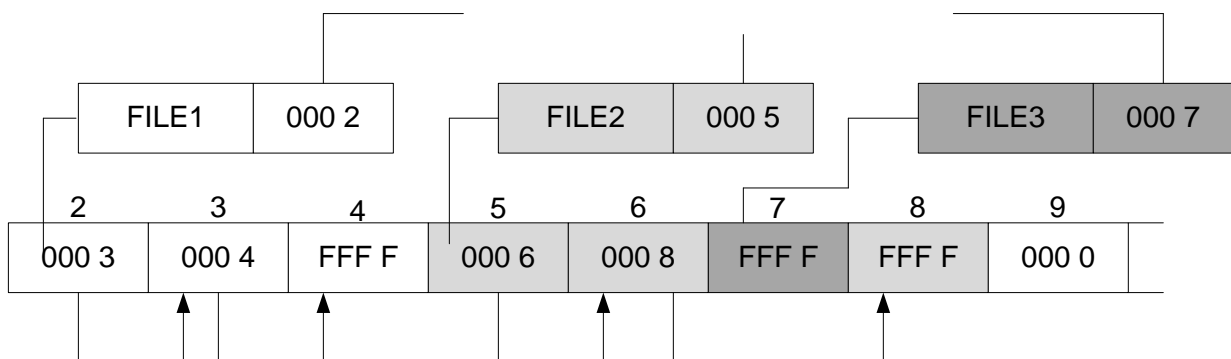 FILE1 000 2 FILE2 000 5 FILE3 000 7
2 3 4 5 6 7 8 9
000 3 000 4 FFF F 000 6 000 8 FFF F FFF F 000 0